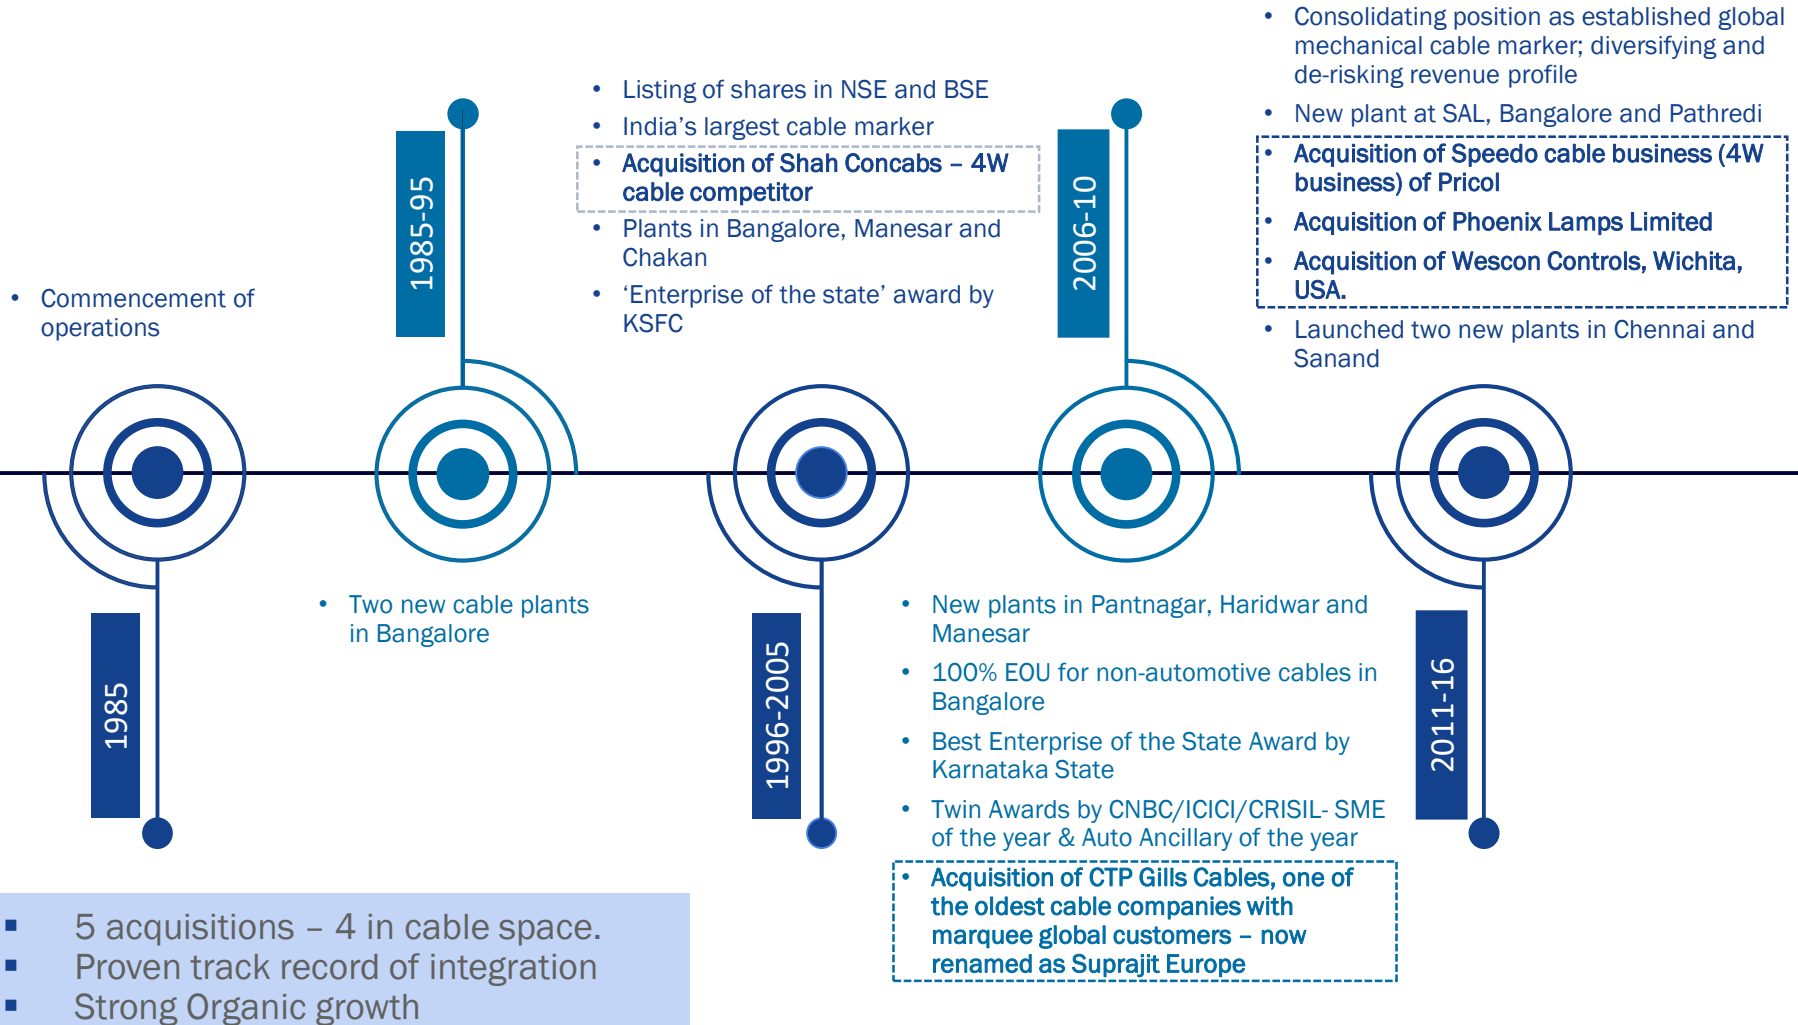 • Commencement of
operations
1985
1985-95
• Two new cable plants
in Bangalore
• Listing of shares in NSE and BSE
• India’s largest cable marker
• Acquisition of Shah Concabs – 4W
cable competitor
• Plants in Bangalore, Manesar and
Chakan
• ‘Enterprise of the state’ award by
KSFC
1996-2005
2006-10
• New plants in Pantnagar, Haridwar and
Manesar
• 100% EOU for non-automotive cables in
Bangalore
• Best Enterprise of the State Award by
Karnataka State
• Twin Awards by CNBC/ICICI/CRISIL- SME
of the year & Auto Ancillary of the year
• Acquisition of CTP Gills Cables, one of
the oldest cable companies with
marquee global customers – now
renamed as Suprajit Europe
• Consolidating position as established global
mechanical cable marker; diversifying and
de-risking revenue profile
• New plant at SAL, Bangalore and Pathredi
• Acquisition of Speedo cable business (4W
business) of Pricol
• Acquisition of Phoenix Lamps Limited
• Acquisition of Wescon Controls, Wichita,
USA.
• Launched two new plants in Chennai and
Sanand
2011-16
▪ 5 acquisitions – 4 in cable space.
▪ Proven track record of integration
▪ Strong Organic growth